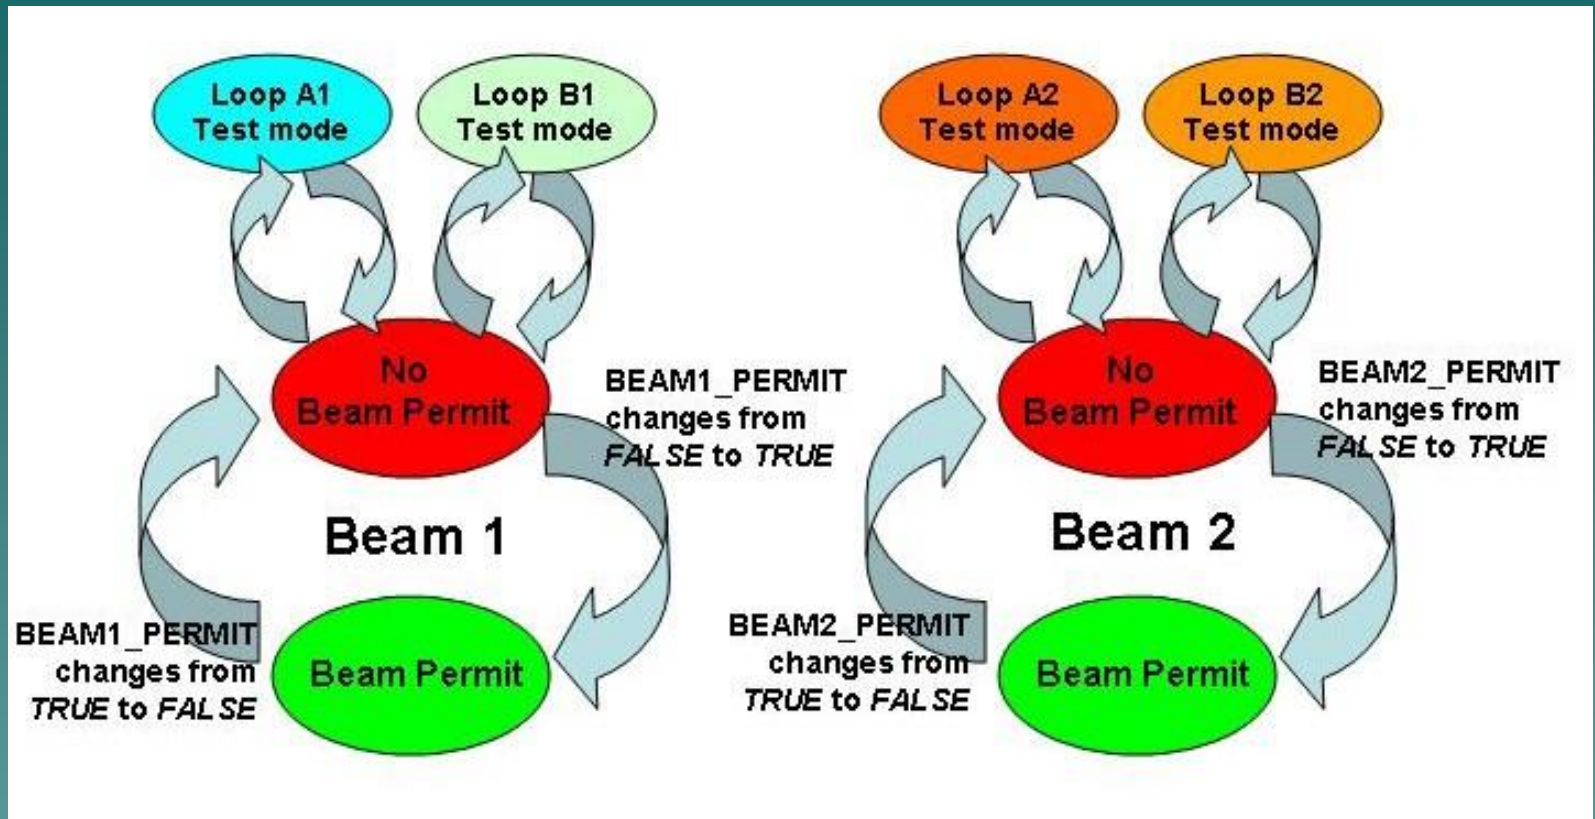 Loop A1
Test mode
Loop B1
Test mode
Loop A2
Test mode
Loop B2
Test mode
No
Beam Permit
BEAM1_PERMIT
changes from
FALSE to TRUE
No
Beam Permit
BEAM2_PERMIT
changes from
FALSE to TRUE
Beam 1
Beam 2
BEAM1_PERMIT
changes from
TRUE to FALSE
Beam Permit
BEAM2_PERMIT
changes from
TRUE to FALSE
Beam Permit